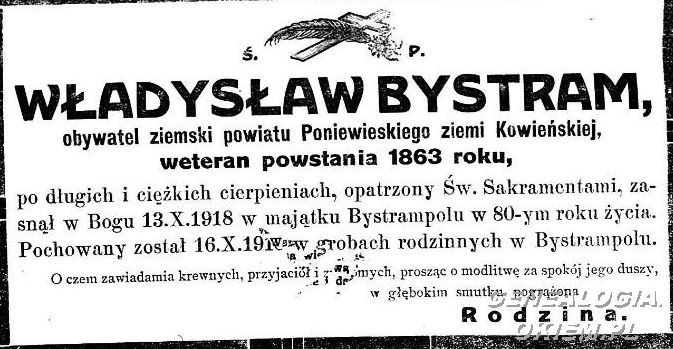 Ś. P.
WŁADYSŁAW BYSTRAM,
obywatel ziemski powiatu Poniewieskiego ziemi Kowieńskiej,
weteran powstania 1863 roku,
po długich i ciężkich cierpieniach, opatrzony Św. Sakramentami, za-
snął w Bogu 13.X.1918 w majątku Bystrampolu w 80-ym roku życia.
Pochowany został w grobach rodzinnych w Bystrampolu.
O czem zawiadamia krewnych, przyjaciół i prosząc o modlitwę za spokój jego duszy,
w głębokim smutku pogrążona
Rodzina.
GENEALOGIA
OKIEM.PL